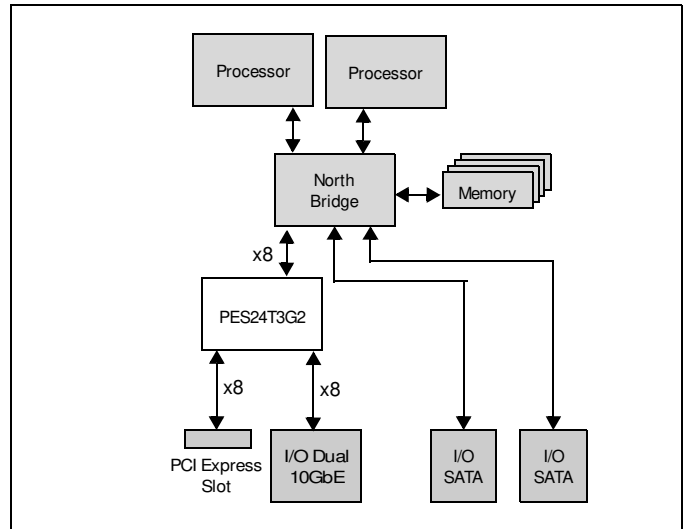 Processor
Processor
North
Bridge
Memory
x8
PES24T3G2
x8
x8
PCI Express
Slot
I/O Dual
10GbE
I/O
SATA
I/O
SATA